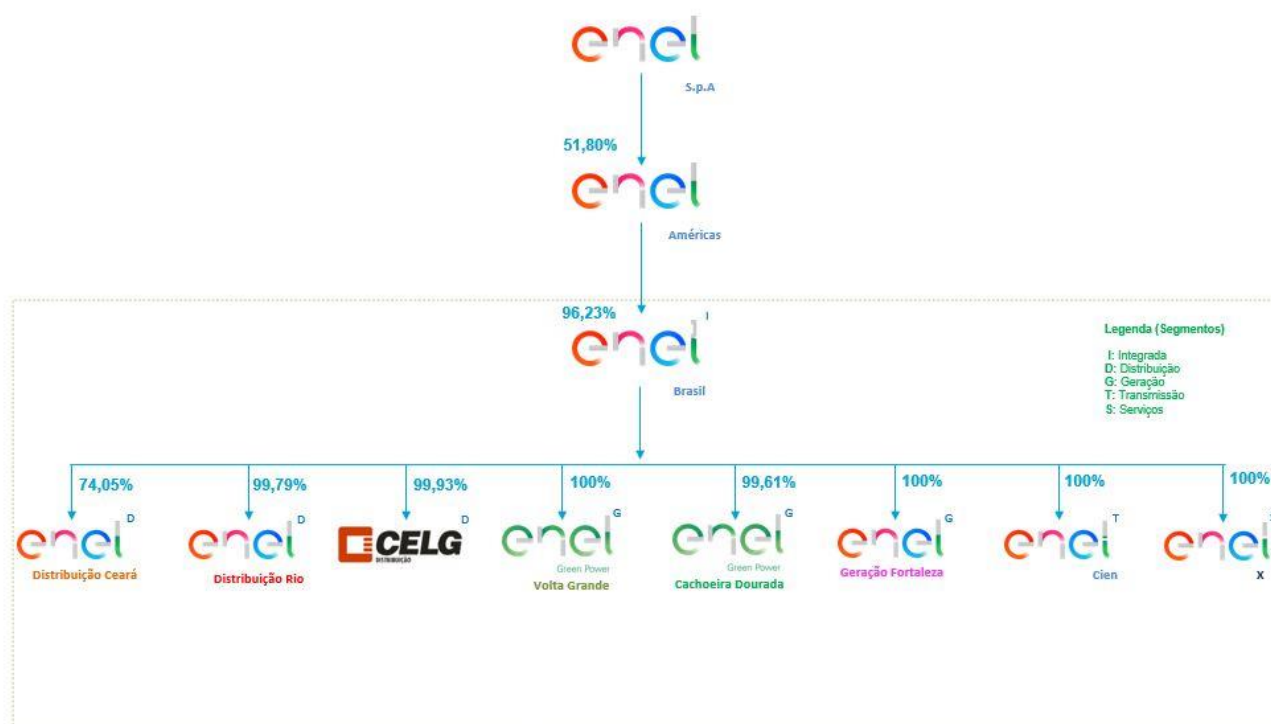 enel
S.p.A
51,80%
enel
Américas
96,23%
enel I
Brasil
Legenda (Segmentos)
I: Integrada
D: Distribuição
G: Geração
T: Transmissão
S: Serviços
74,05%
99,79%
99,93%
100%
99,61%
100%
100%
100%
enel D
Distribuição Ceará
enel D
Distribuição Rio
CELG D
DISTRIBUIÇÃO
enel G
Green Power
Volta Grande
enel G
Green Power
Cachoeira Dourada
enel G
Geração Fortaleza
enel T
Cien
enel
X